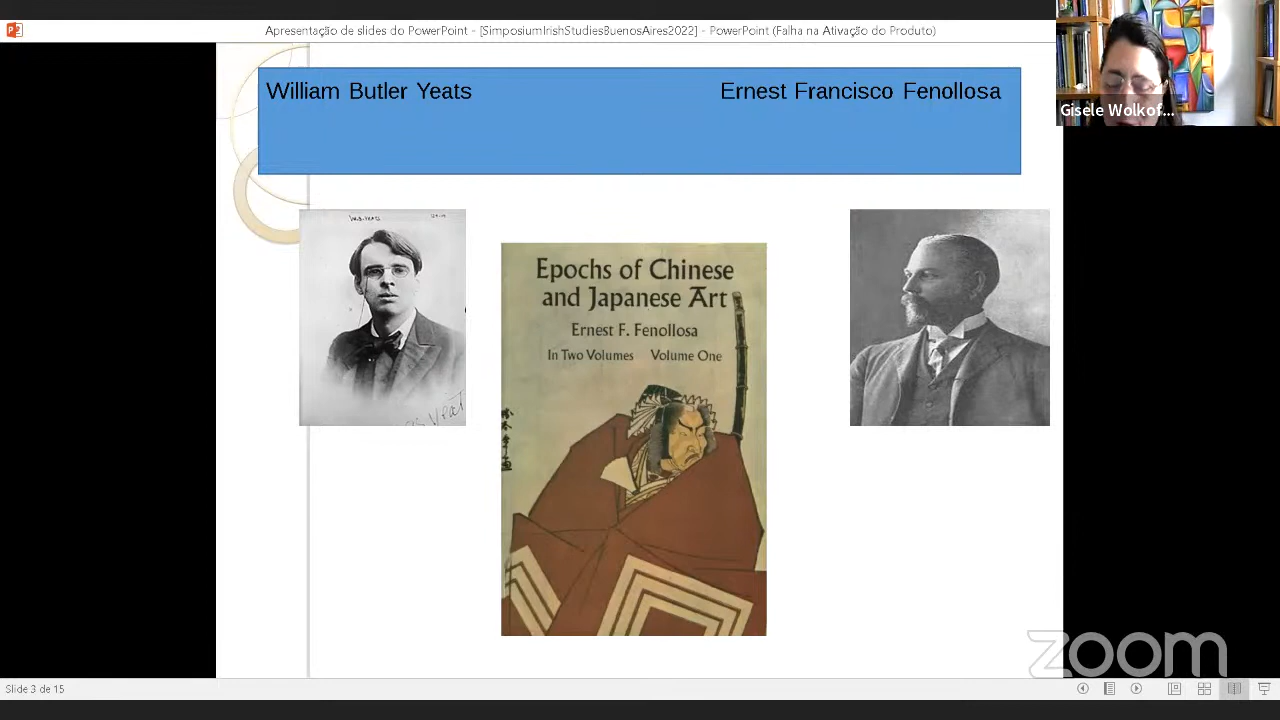 Apresentação de slides do PowerPoint - [SimposiumIrishStudiesBuenosAires2022] - PowerPoint (Falha na Ativação do Produto)
Gisele Wolkof...
William Butler Yeats
Ernest Francisco Fenollosa
Epochs of Chinese
and Japanese Art
Ernest F. Fenollosa
In Two Volumes Volume One
zoom
Slide 3 de 15